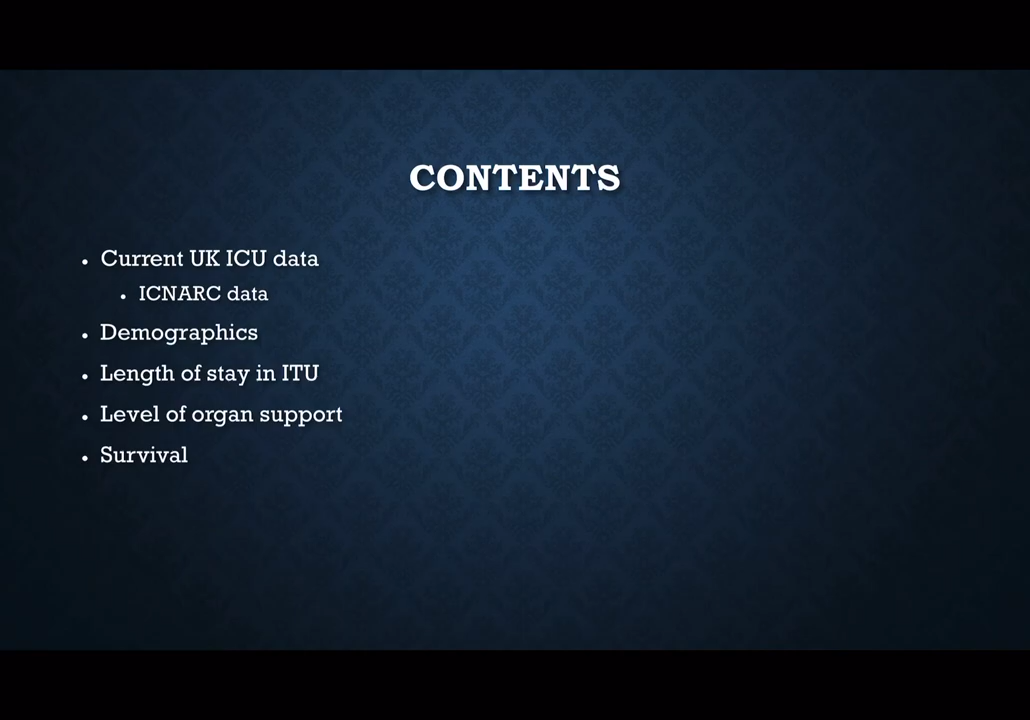 CONTENTS
• Current UK ICU data
• ICNARC data
• Demographics
• Length of stay in ITU
• Level of organ support
• Survival